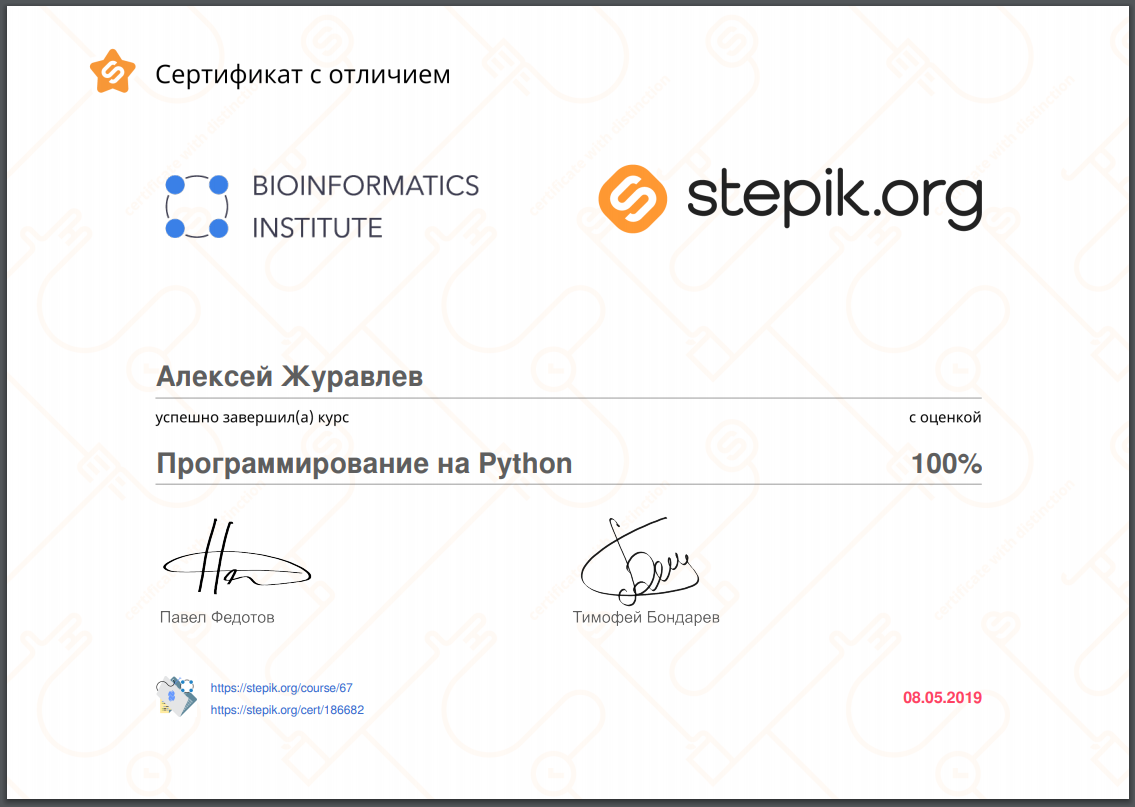 Сертификат с отличием
BIOINFORMATICS
INSTITUTE
stepik.org
Алексей Журавлев
успешно завершил(а) курс
с оценкой
Программирование на Python
100%
Павел Федотов
Тимофей Бондарев
https://stepik.org/course/67
https://stepik.org/cert/186682
08.05.2019